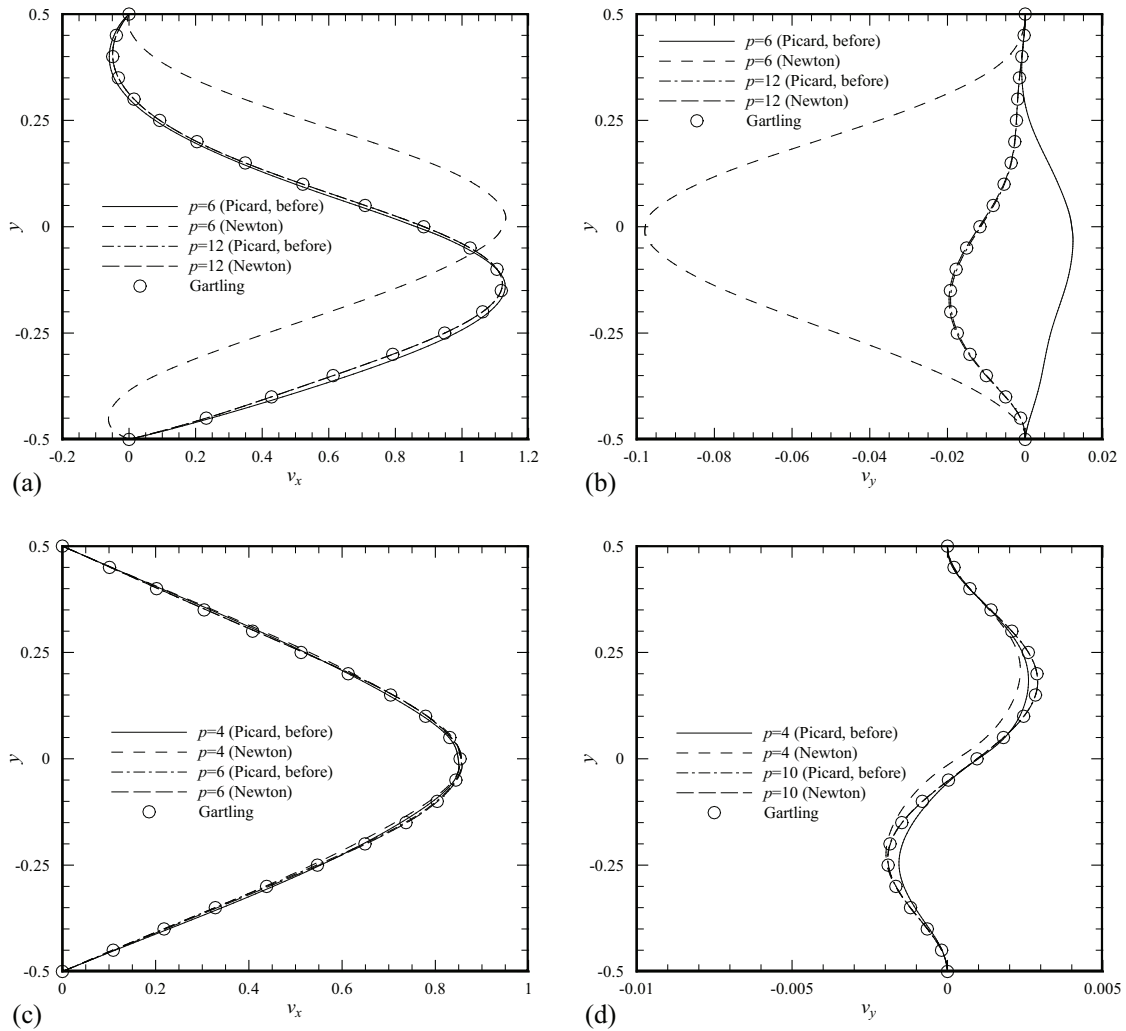 0.5
0.25
0
-0.25
-0.5
y
-0.2
0
0.2
0.4
0.6
0.8
1
1.2
v_x
p=6 (Picard, before)
p=6 (Newton)
p=12 (Picard, before)
p=12 (Newton)
Gartling
(a)
0.5
0.25
0
-0.25
-0.5
y
-0.1
-0.08
-0.06
-0.04
-0.02
0
0.02
v_y
p=6 (Picard, before)
p=6 (Newton)
p=12 (Picard, before)
p=12 (Newton)
Gartling
(b)
0.5
0.25
0
-0.25
-0.5
y
0
0.2
0.4
0.6
0.8
1
v_x
p=4 (Picard, before)
p=4 (Newton)
p=6 (Picard, before)
p=6 (Newton)
Gartling
(c)
0.5
0.25
0
-0.25
-0.5
y
-0.01
-0.005
0
0.005
v_y
p=4 (Picard, before)
p=4 (Newton)
p=10 (Picard, before)
p=10 (Newton)
Gartling
(d)